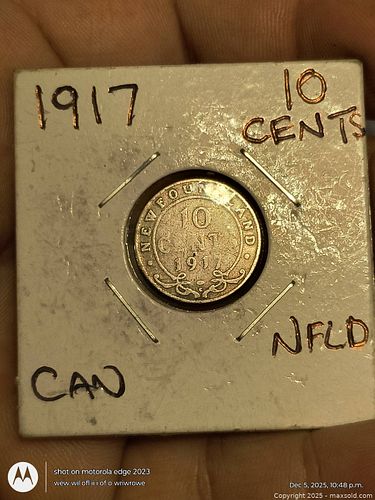 1917
10
CENTS
NEWFOUNDLAND
10
CENTS
1917
CAN
NFLD
shot on motorola edge 2023
Dec 5, 2025, 10:48 p.m.
Copyright 2025 - maxsold.com